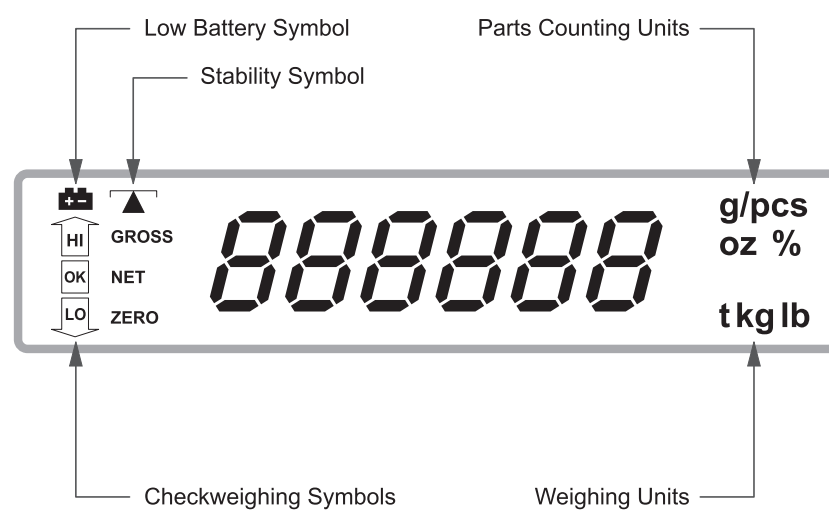 Low Battery Symbol
Parts Counting Units
Stability Symbol
g/pcs
HI GROSS
oz %
OK NET
LO ZERO
t kg lb
888888
Checkweighing Symbols
Weighing Units